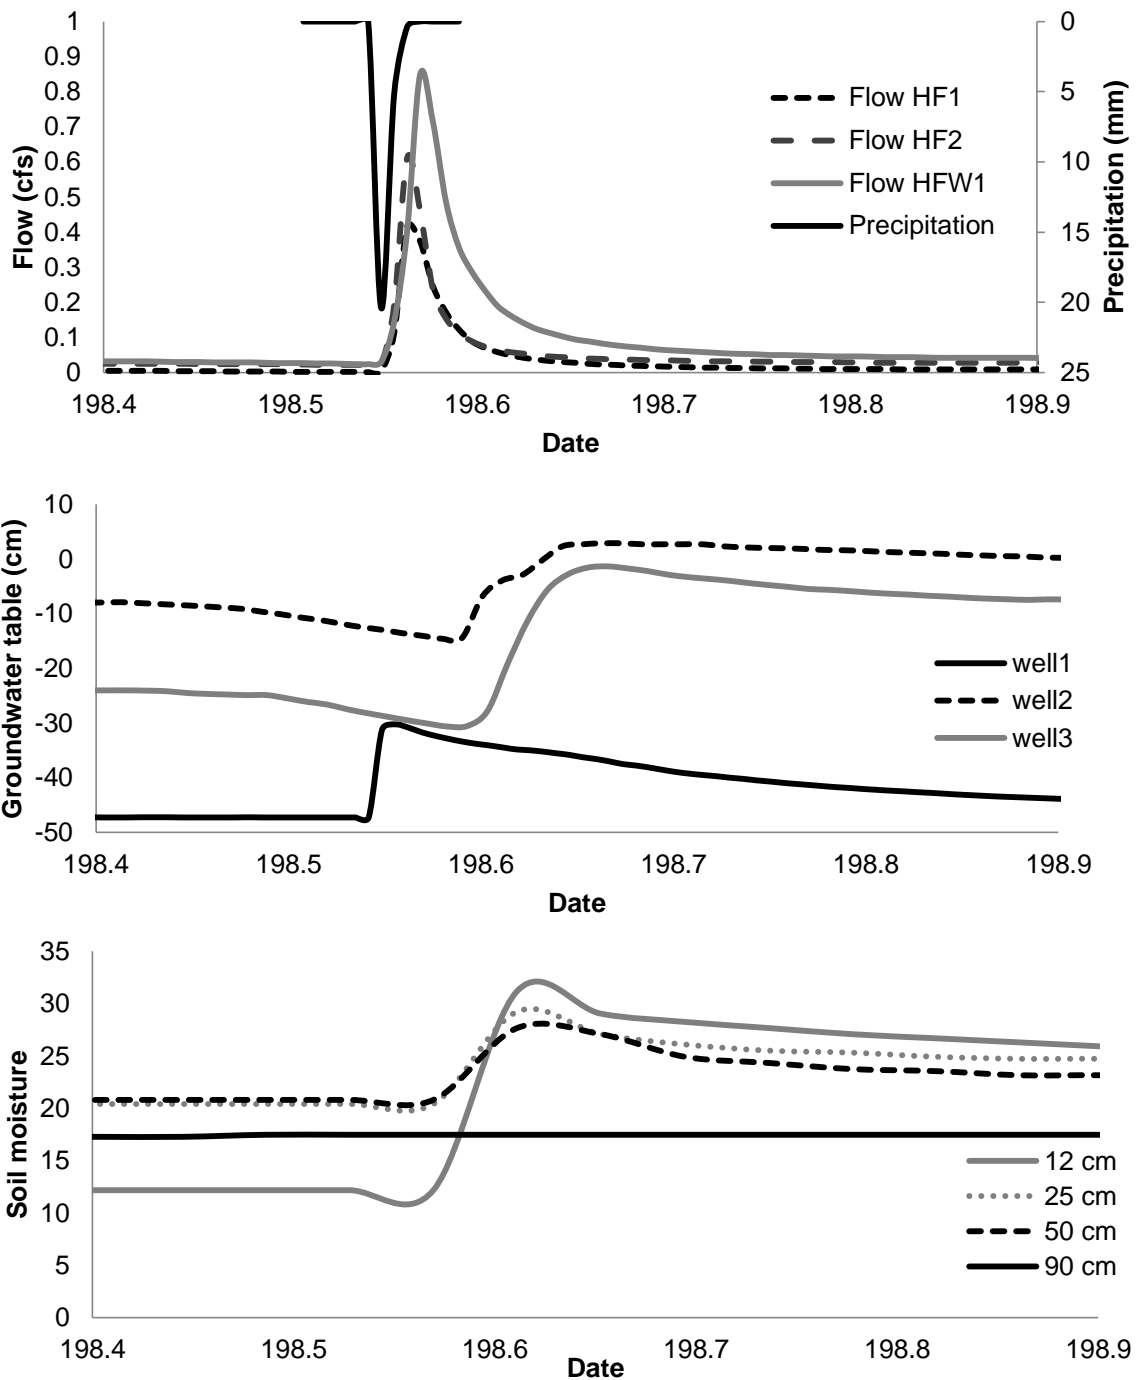 1
0.9
0.8
0.7
0.6
0.5
0.4
0.3
0.2
0.1
0
Flow (cfs)
0
5
10
15
20
25
Precipitation (mm)
Flow HF1
Flow HF2
Flow HFW1
Precipitation
198.4 198.5 198.6 198.7 198.8 198.9
Date
10
0
-10
-20
-30
-40
-50
Groundwater table (cm)
well1
well2
well3
198.4 198.5 198.6 198.7 198.8 198.9
Date
35
30
25
20
15
10
5
0
Soil moisture
12 cm
25 cm
50 cm
90 cm
198.4 198.5 198.6 198.7 198.8 198.9
Date